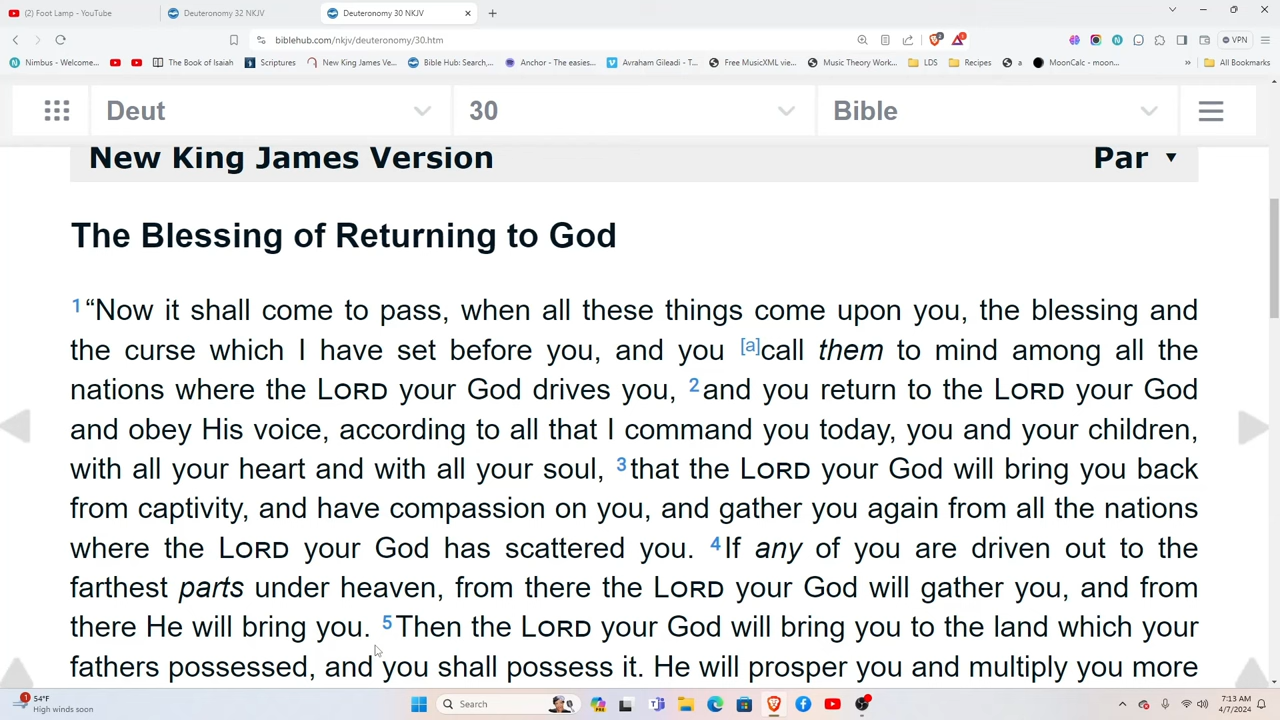 (2) Foot Lamp - YouTube
Deuteronomy 32 NKJV
Deuteronomy 30 NKJV
biblehub.com/nkjv/deuteronomy/30.htm
VPN
Nimbus - Welcome...
The Book of Isaiah
Scriptures
New King James Ve...
Bible Hub: Search,...
Anchor - The easies...
Avraham Gileadi - T...
Free MusicXML vie...
Music Theory Work...
LDS
Recipes
a
MoonCalc - moon...
»
All Bookmarks
Deut
30
Bible
New King James Version
Par ▼
The Blessing of Returning to God
1 “Now it shall come to pass, when all these things come upon you, the blessing and
the curse which I have set before you, and you [a]call them to mind among all the
nations where the LORD your God drives you, 2 and you return to the LORD your God
and obey His voice, according to all that I command you today, you and your children,
with all your heart and with all your soul, 3 that the LORD your God will bring you back
from captivity, and have compassion on you, and gather you again from all the nations
where the LORD your God has scattered you. 4 If any of you are driven out to the
farthest parts under heaven, from there the LORD your God will gather you, and from
there He will bring you. 5 Then the LORD your God will bring you to the land which your
fathers possessed, and you shall possess it. He will prosper you and multiply you more
1
54°F
High winds soon
Search
7:13 AM
4/7/2024